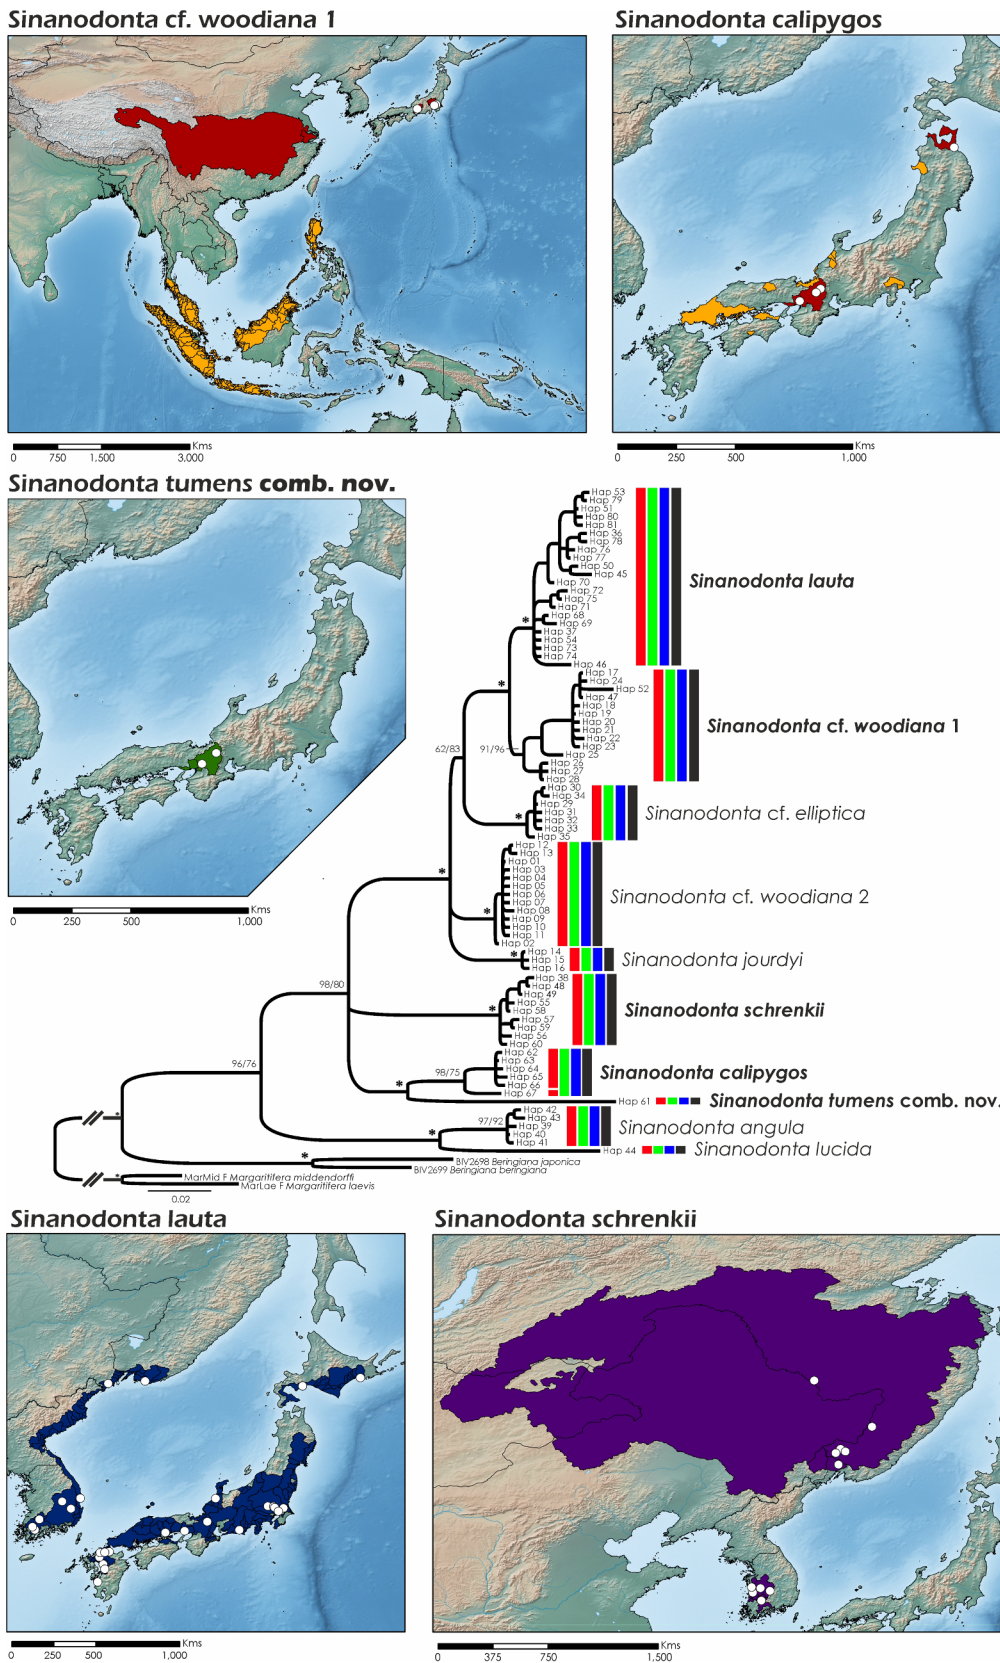 Sinanodonta cf. woodiana 1
Sinanodonta calipygos
Kms
0 750 1,500 3,000
Kms
0 250 500 1,000
Sinanodonta tumens comb. nov.
Kms
0 250 500 1,000
Hap 53
Hap 79
Hap 51
Hap 80
Hap 81
Hap 36
Hap 78
Hap 76
Hap 77
Hap 50
Hap 45
Hap 70
Hap 72
Hap 75
Hap 71
Hap 68
Hap 69
Hap 37
Hap 54
Hap 73
Hap 74
Hap 46
*
Sinanodonta lauta
*
Hap 17
Hap 24
Hap 52
Hap 47
Hap 18
Hap 19
Hap 20
Hap 21
Hap 22
Hap 23
Hap 25
Hap 26
Hap 27
Hap 28
91/96
Sinanodonta cf. woodiana 1
62/83
Hap 30
Hap 34
Hap 29
Hap 31
Hap 32
Hap 33
Hap 35
*
Sinanodonta cf. elliptica
Hap 12
Hap 13
Hap 01
Hap 03
Hap 04
Hap 05
Hap 06
Hap 07
Hap 08
Hap 09
Hap 10
Hap 11
Hap 02
*
*
Sinanodonta cf. woodiana 2
Hap 14
Hap 15
Hap 16
*
Sinanodonta jourdyi
98/80
Hap 38
Hap 48
Hap 49
Hap 55
Hap 58
Hap 57
Hap 59
Hap 56
Hap 60
*
Sinanodonta schrenkii
Hap 62
Hap 63
Hap 64
Hap 65
Hap 66
Hap 67
98/75
*
Sinanodonta calipygos
96/76
Hap 61
Sinanodonta tumens comb. nov.
Hap 42
Hap 43
Hap 39
Hap 40
Hap 41
97/92
*
Sinanodonta angula
Hap 44
Sinanodonta lucida
*
*
BIV2698 Beringiana japonica
BIV2699 Beringiana beringiana
*
MarMid F Margaritifera middendorffi
MarLae F Margaritifera laevis
0.02
Sinanodonta lauta
Sinanodonta schrenkii
Kms
0 250 500 1,000
Kms
0 375 750 1,500